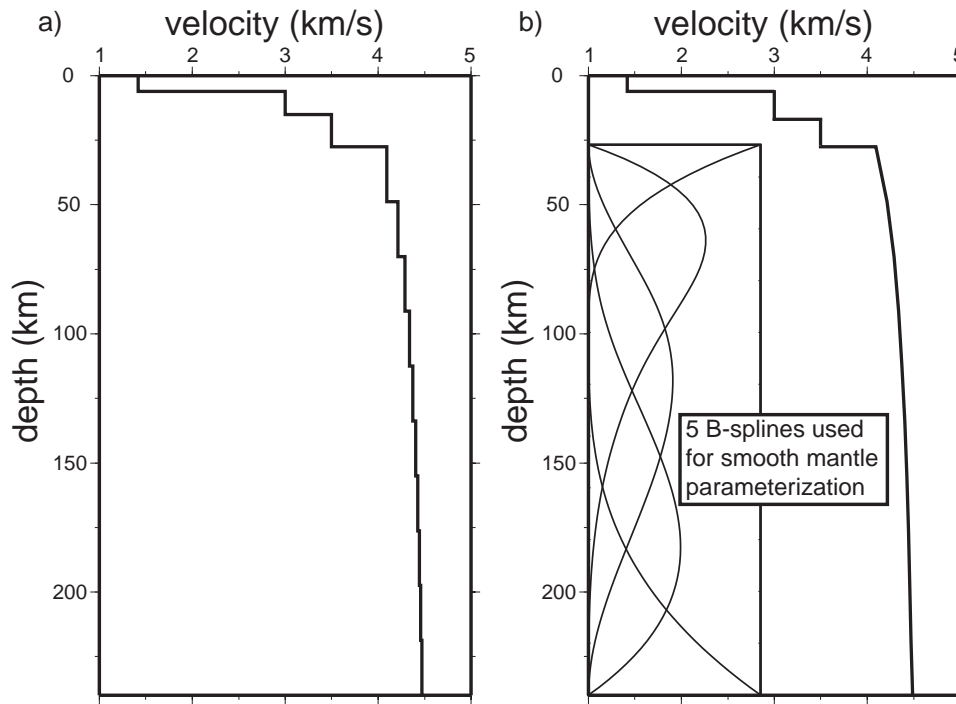 a)
velocity (km/s)
1 2 3 4 5
0
50
100
150
200
depth (km)
b)
velocity (km/s)
1 2 3 4 5
0
50
100
150
200
depth (km)
5 B-splines used
for smooth mantle
parameterization